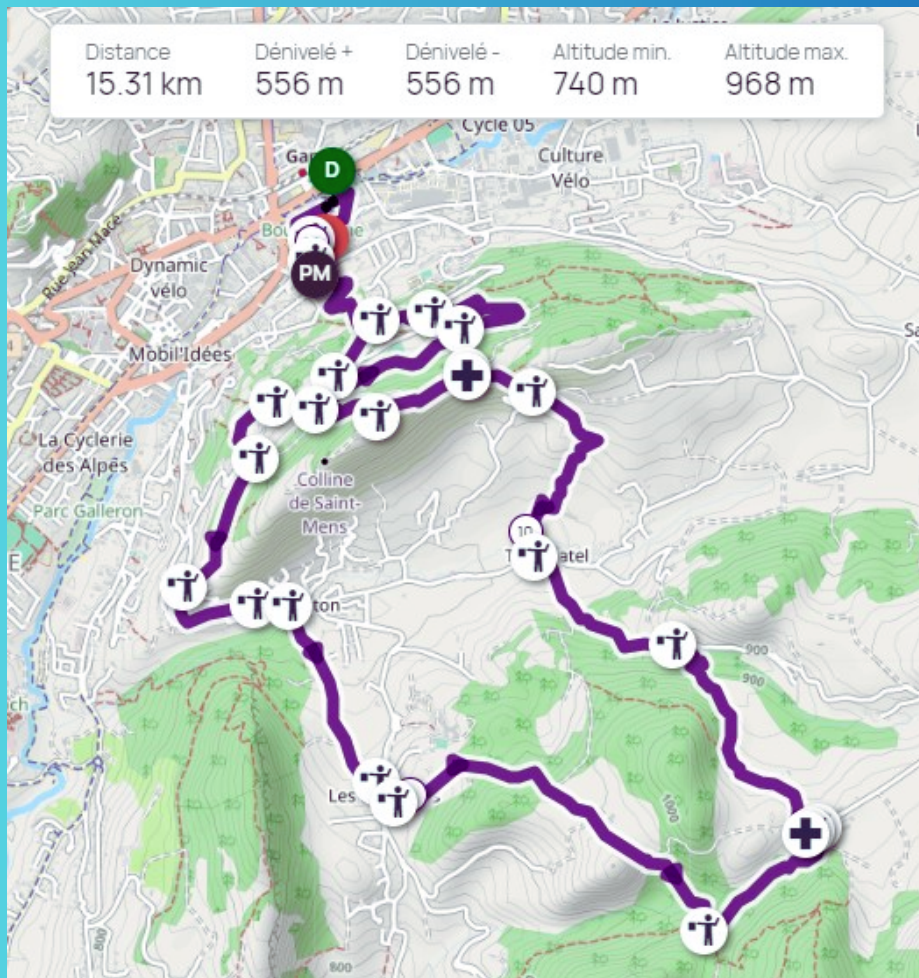 Distance
15.31 km
Dénivelé +
556 m
Dénivelé -
556 m
Altitude min.
740 m
Altitude max.
968 m
Cycle 05
Culture
Vélo
D
PM
Rue Jean Macé
Dynamic
vélo
Mobil'Idées
La Cyclerie
des Alpes
Parc Galleron
Colline
de Saint-
Mens
10
900
900
Les
1000
800
800